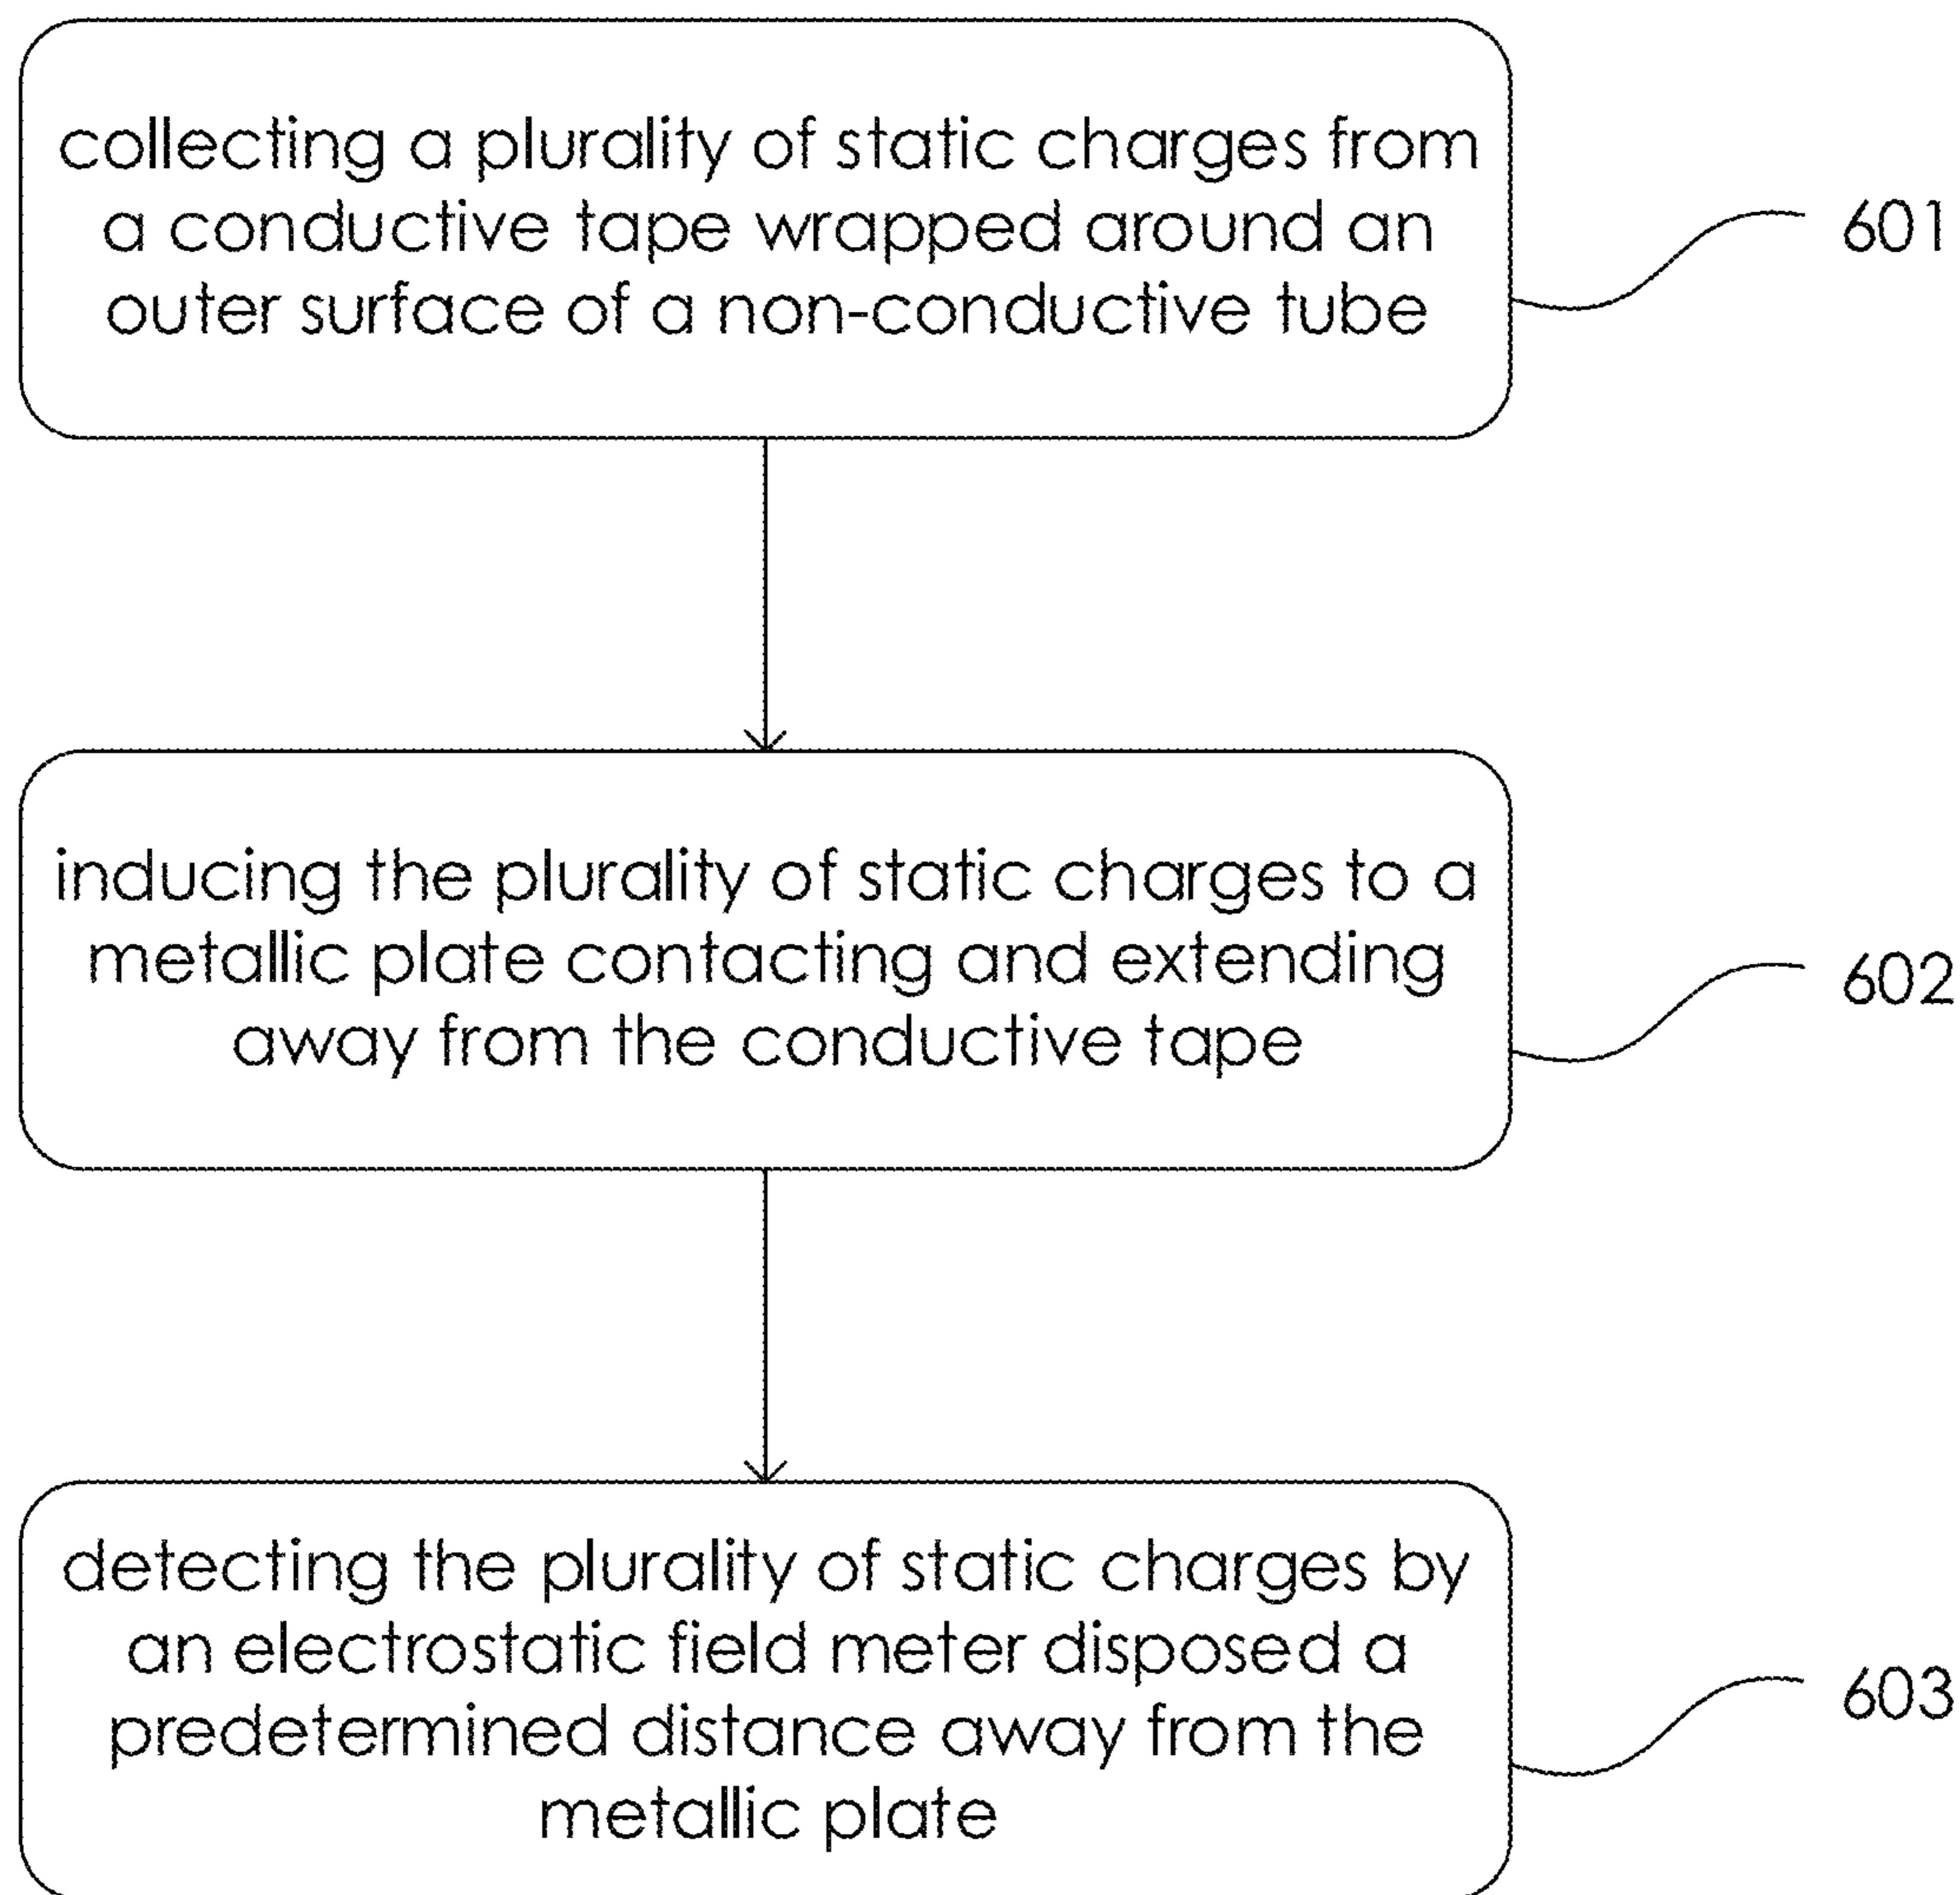 collecting a plurality of static charges from
a conductive tape wrapped around an
outer surface of a non-conductive tube
601
inducing the plurality of static charges to a
metallic plate contacting and extending
away from the conductive tape
602
detecting the plurality of static charges by
an electrostatic field meter disposed a
predetermined distance away from the
metallic plate
603